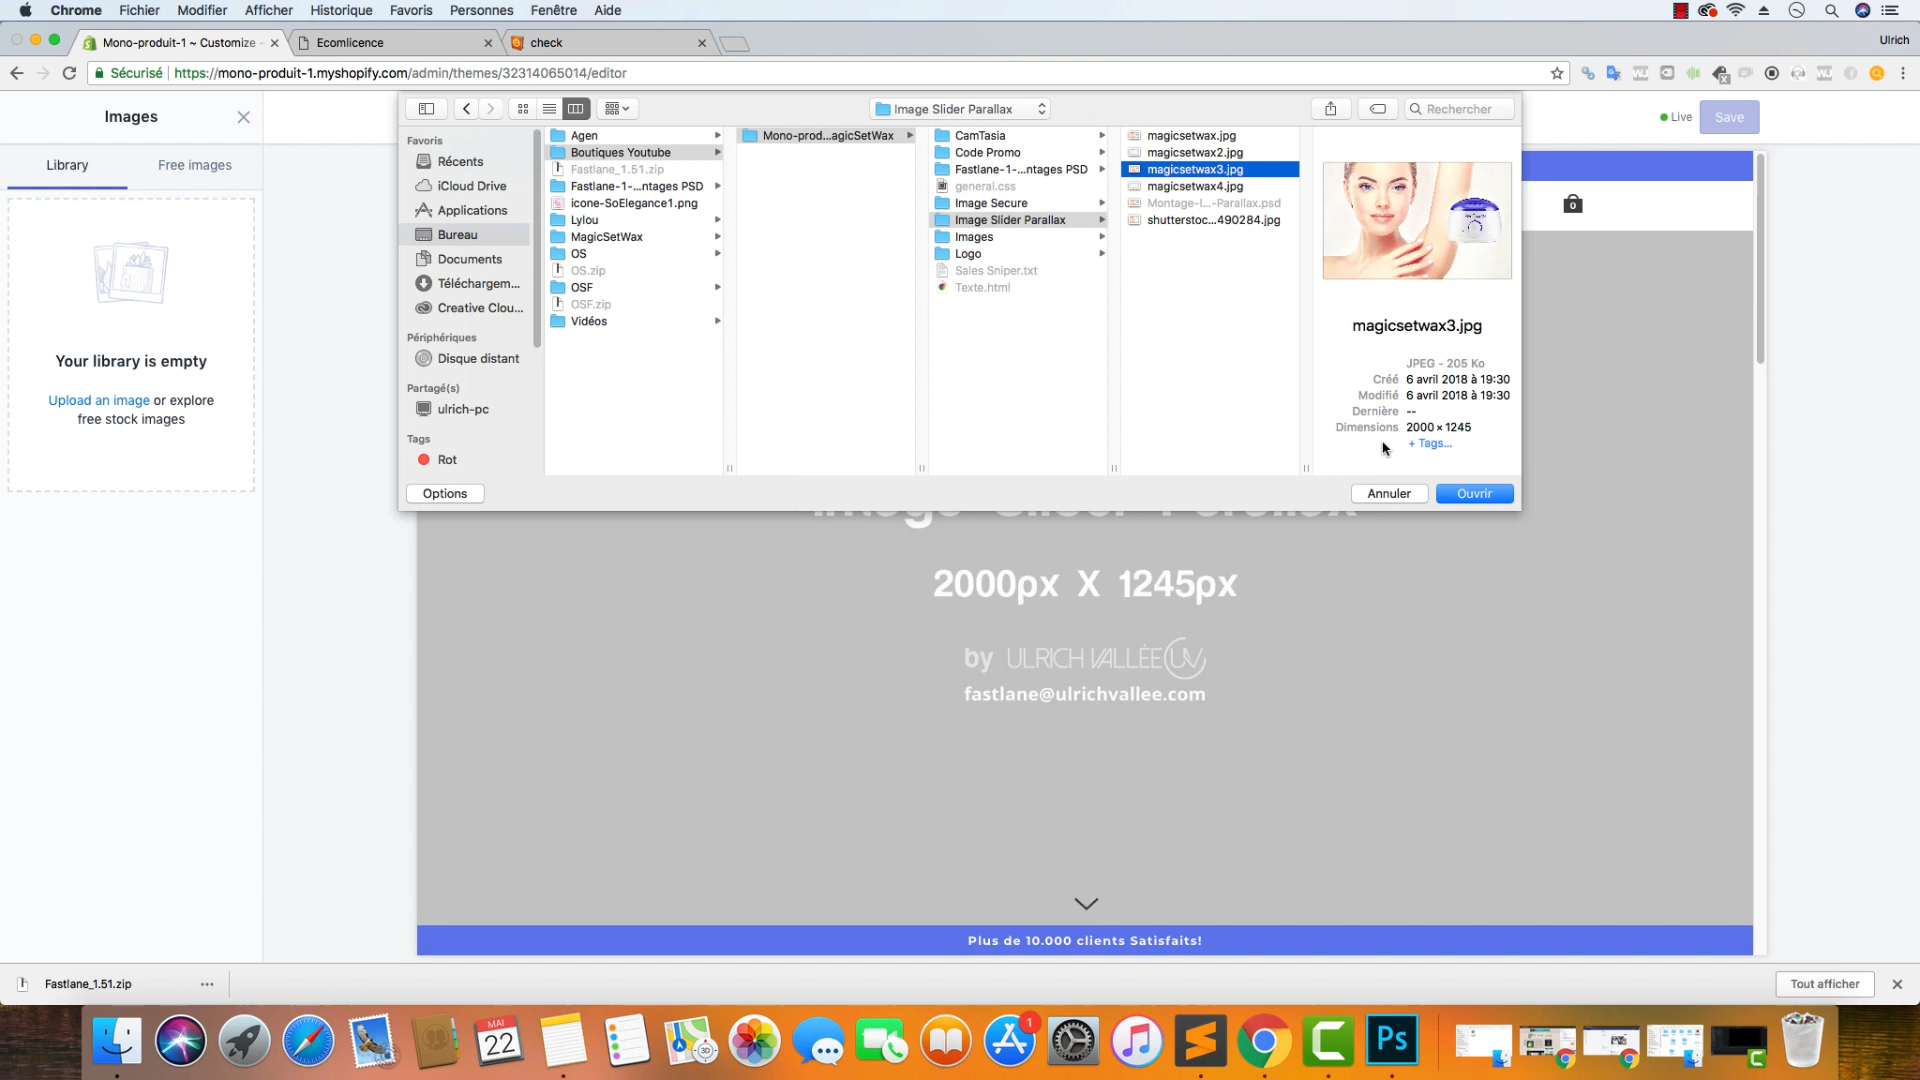 Chrome Fichier Modifier Afficher Historique Favoris Personnes Fenêtre Aide
Mono-produit-1 ~ Customize
Ecomlicence
check
Ulrich
Sécurisé https://mono-produit-1.myshopify.com/admin/themes/32314065014/editor
Images
Library
Free images
Your library is empty
Upload an image or explore
free stock images
Live
Save
0
Image Slider Parallax
Rechercher
Favoris
Récents
iCloud Drive
Applications
Bureau
Documents
Téléchargem...
Creative Clou...
Périphériques
Disque distant
Partagé(s)
ulrich-pc
Tags
Rot
Agen
Boutiques Youtube
Fastlane_1.51.zip
Fastlane-1-...ntages PSD
icone-SoElegance1.png
Lylou
MagicSetWax
OS
OS.zip
OSF
OSF.zip
Vidéos
Mono-prod...agicSetWax
CamTasia
Code Promo
Fastlane-1-...ntages PSD
general.css
Image Secure
Image Slider Parallax
Images
Logo
Sales Sniper.txt
Texte.html
magicsetwax.jpg
magicsetwax2.jpg
magicsetwax3.jpg
magicsetwax4.jpg
Montage-I...-Parallax.psd
shutterstoc...490284.jpg
magicsetwax3.jpg
JPEG - 205 Ko
Créé 6 avril 2018 à 19:30
Modifié 6 avril 2018 à 19:30
Dernière --
Dimensions 2000 × 1245
+ Tags...
Options
Annuler
Ouvrir
Image Slider Parallax
2000px X 1245px
by ULRICH VALLÉE UV
fastlane@ulrichvallee.com
Plus de 10.000 clients Satisfaits!
Fastlane_1.51.zip
Tout afficher
MAI
22
3D
1
Ps